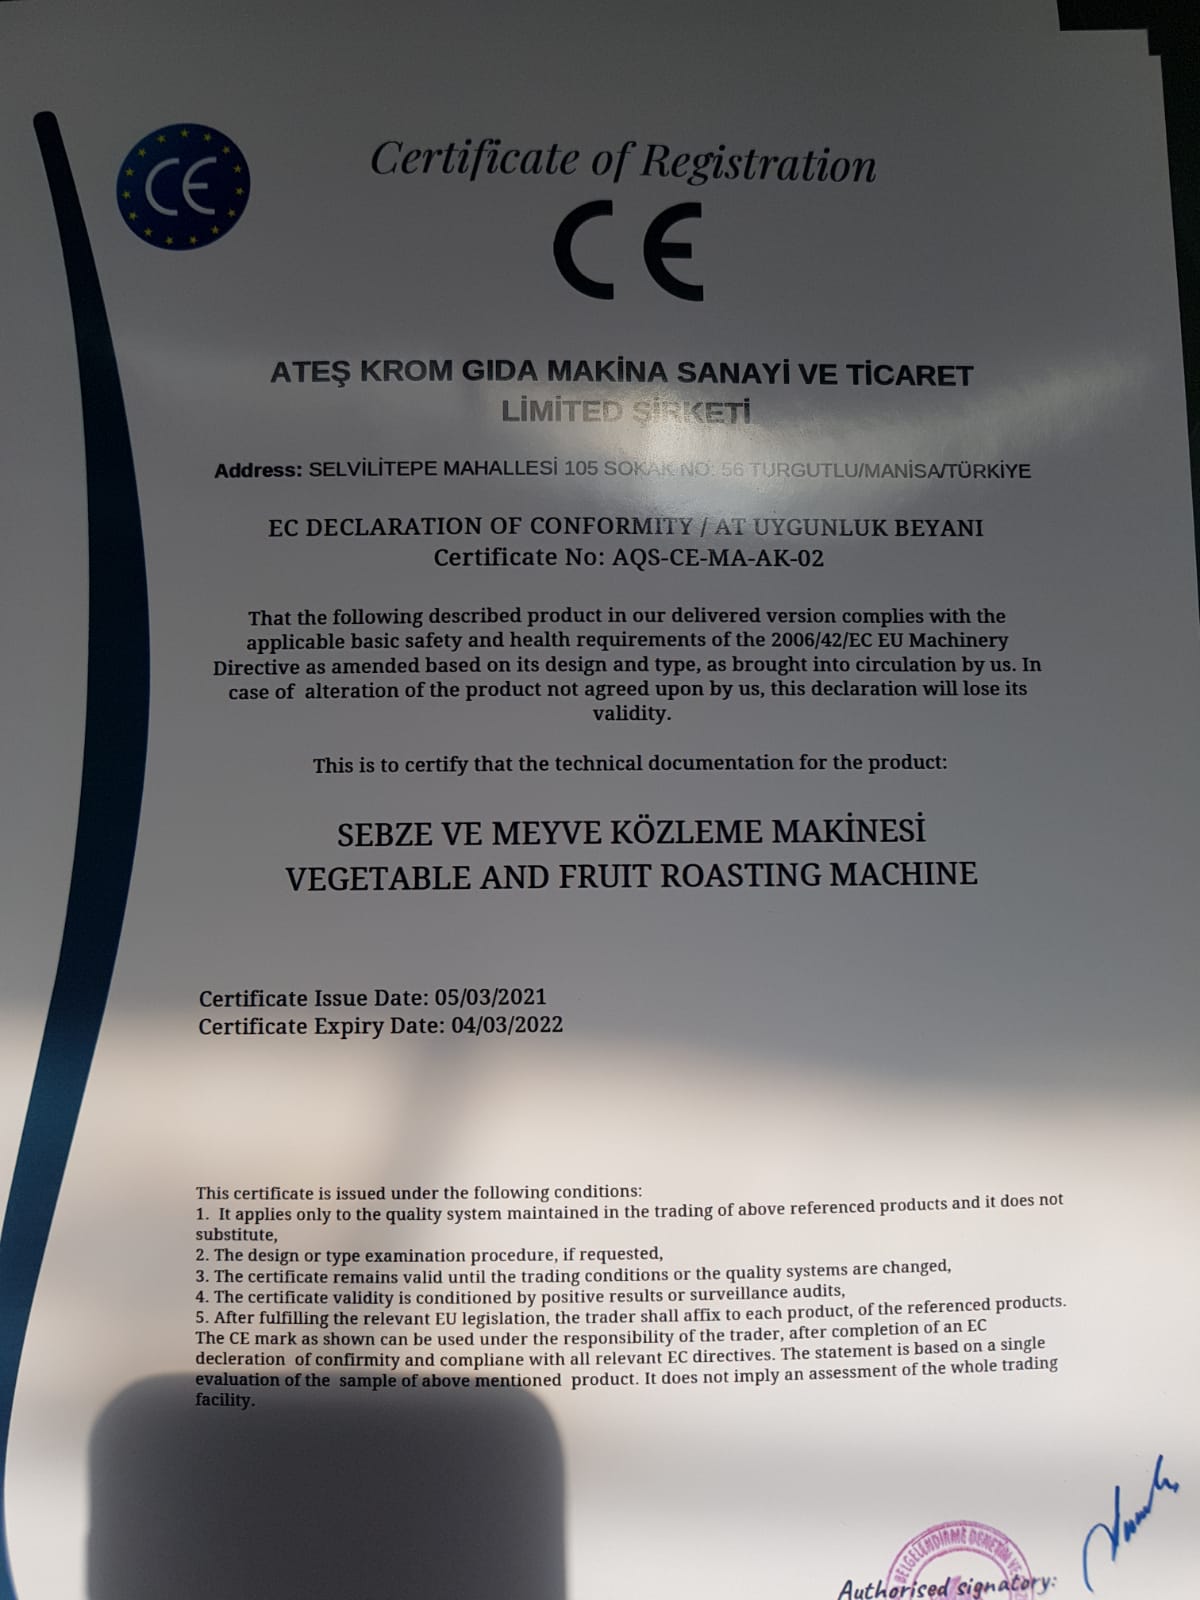 CE
Certificate of Registration
CE
ATEŞ KROM GIDA MAKİNA SANAYİ VE TİCARET
LİMİTED ŞİRKETİ
Address: SELVİLİTEPE MAHALLESİ 105 SOKAK NO: 56 TURGUTLU/MANİSA/TÜRKİYE
EC DECLARATION OF CONFORMITY / AT UYGUNLUK BEYANI
Certificate No: AQS-CE-MA-AK-02
That the following described product in our delivered version complies with the
applicable basic safety and health requirements of the 2006/42/EC EU Machinery
Directive as amended based on its design and type, as brought into circulation by us. In
case of alteration of the product not agreed upon by us, this declaration will lose its
validity.
This is to certify that the technical documentation for the product:
SEBZE VE MEYVE KÖZLEME MAKİNESİ
VEGETABLE AND FRUIT ROASTING MACHINE
Certificate Issue Date: 05/03/2021
Certificate Expiry Date: 04/03/2022
This certificate is issued under the following conditions:
1. It applies only to the quality system maintained in the trading of above referenced products and it does not
substitute,
2. The design or type examination procedure, if requested,
3. The certificate remains valid until the trading conditions or the quality systems are changed,
4. The certificate validity is conditioned by positive results or surveillance audits,
5. After fulfilling the relevant EU legislation, the trader shall affix to each product, of the referenced products.
The CE mark as shown can be used under the responsibility of the trader, after completion of an EC
decleration of confirmity and compliane with all relevant EC directives. The statement is based on a single
evaluation of the sample of above mentioned product. It does not imply an assessment of the whole trading
facility.
BELGELENDİRME DENETİM VE
Authorised signatory: